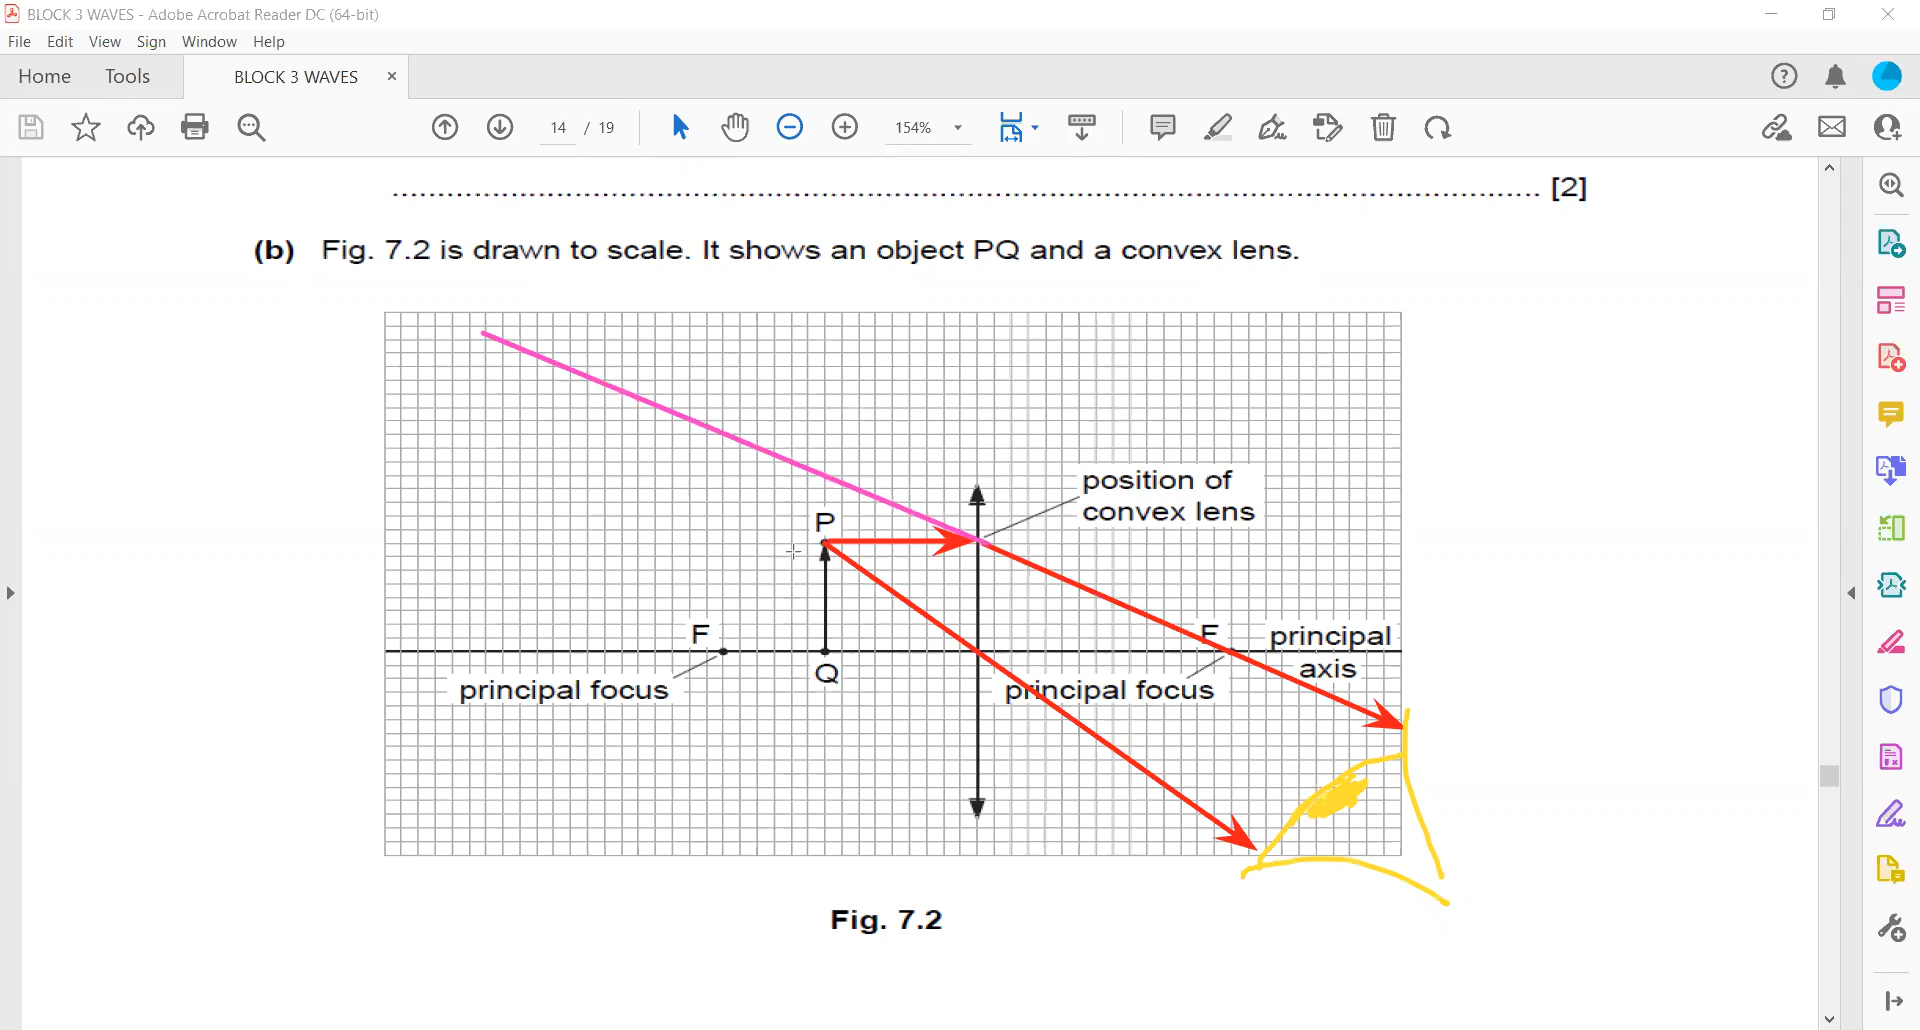 BLOCK 3 WAVES - Adobe Acrobat Reader DC (64-bit)
File Edit View Sign Window Help
Home Tools BLOCK 3 WAVES ×
14 / 19 154%
[2]
(b) Fig. 7.2 is drawn to scale. It shows an object PQ and a convex lens.
position of
convex lens
P
F F principal
axis
Q
principal focus principal focus
Fig. 7.2